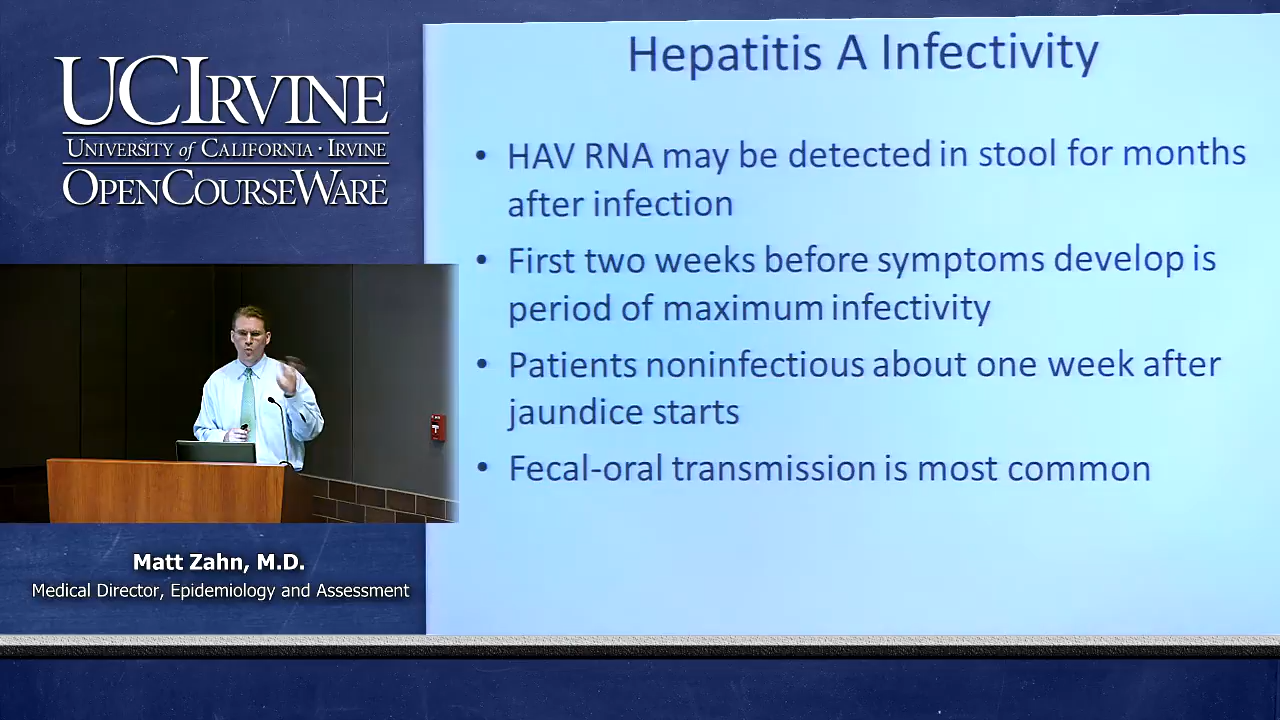 UCIRVINE
UNIVERSITY of CALIFORNIA · IRVINE
OPENCOURSEWARE
Matt Zahn, M.D.
Medical Director, Epidemiology and Assessment
Hepatitis A Infectivity
• HAV RNA may be detected in stool for months
after infection
• First two weeks before symptoms develop is
period of maximum infectivity
• Patients noninfectious about one week after
jaundice starts
• Fecal-oral transmission is most common